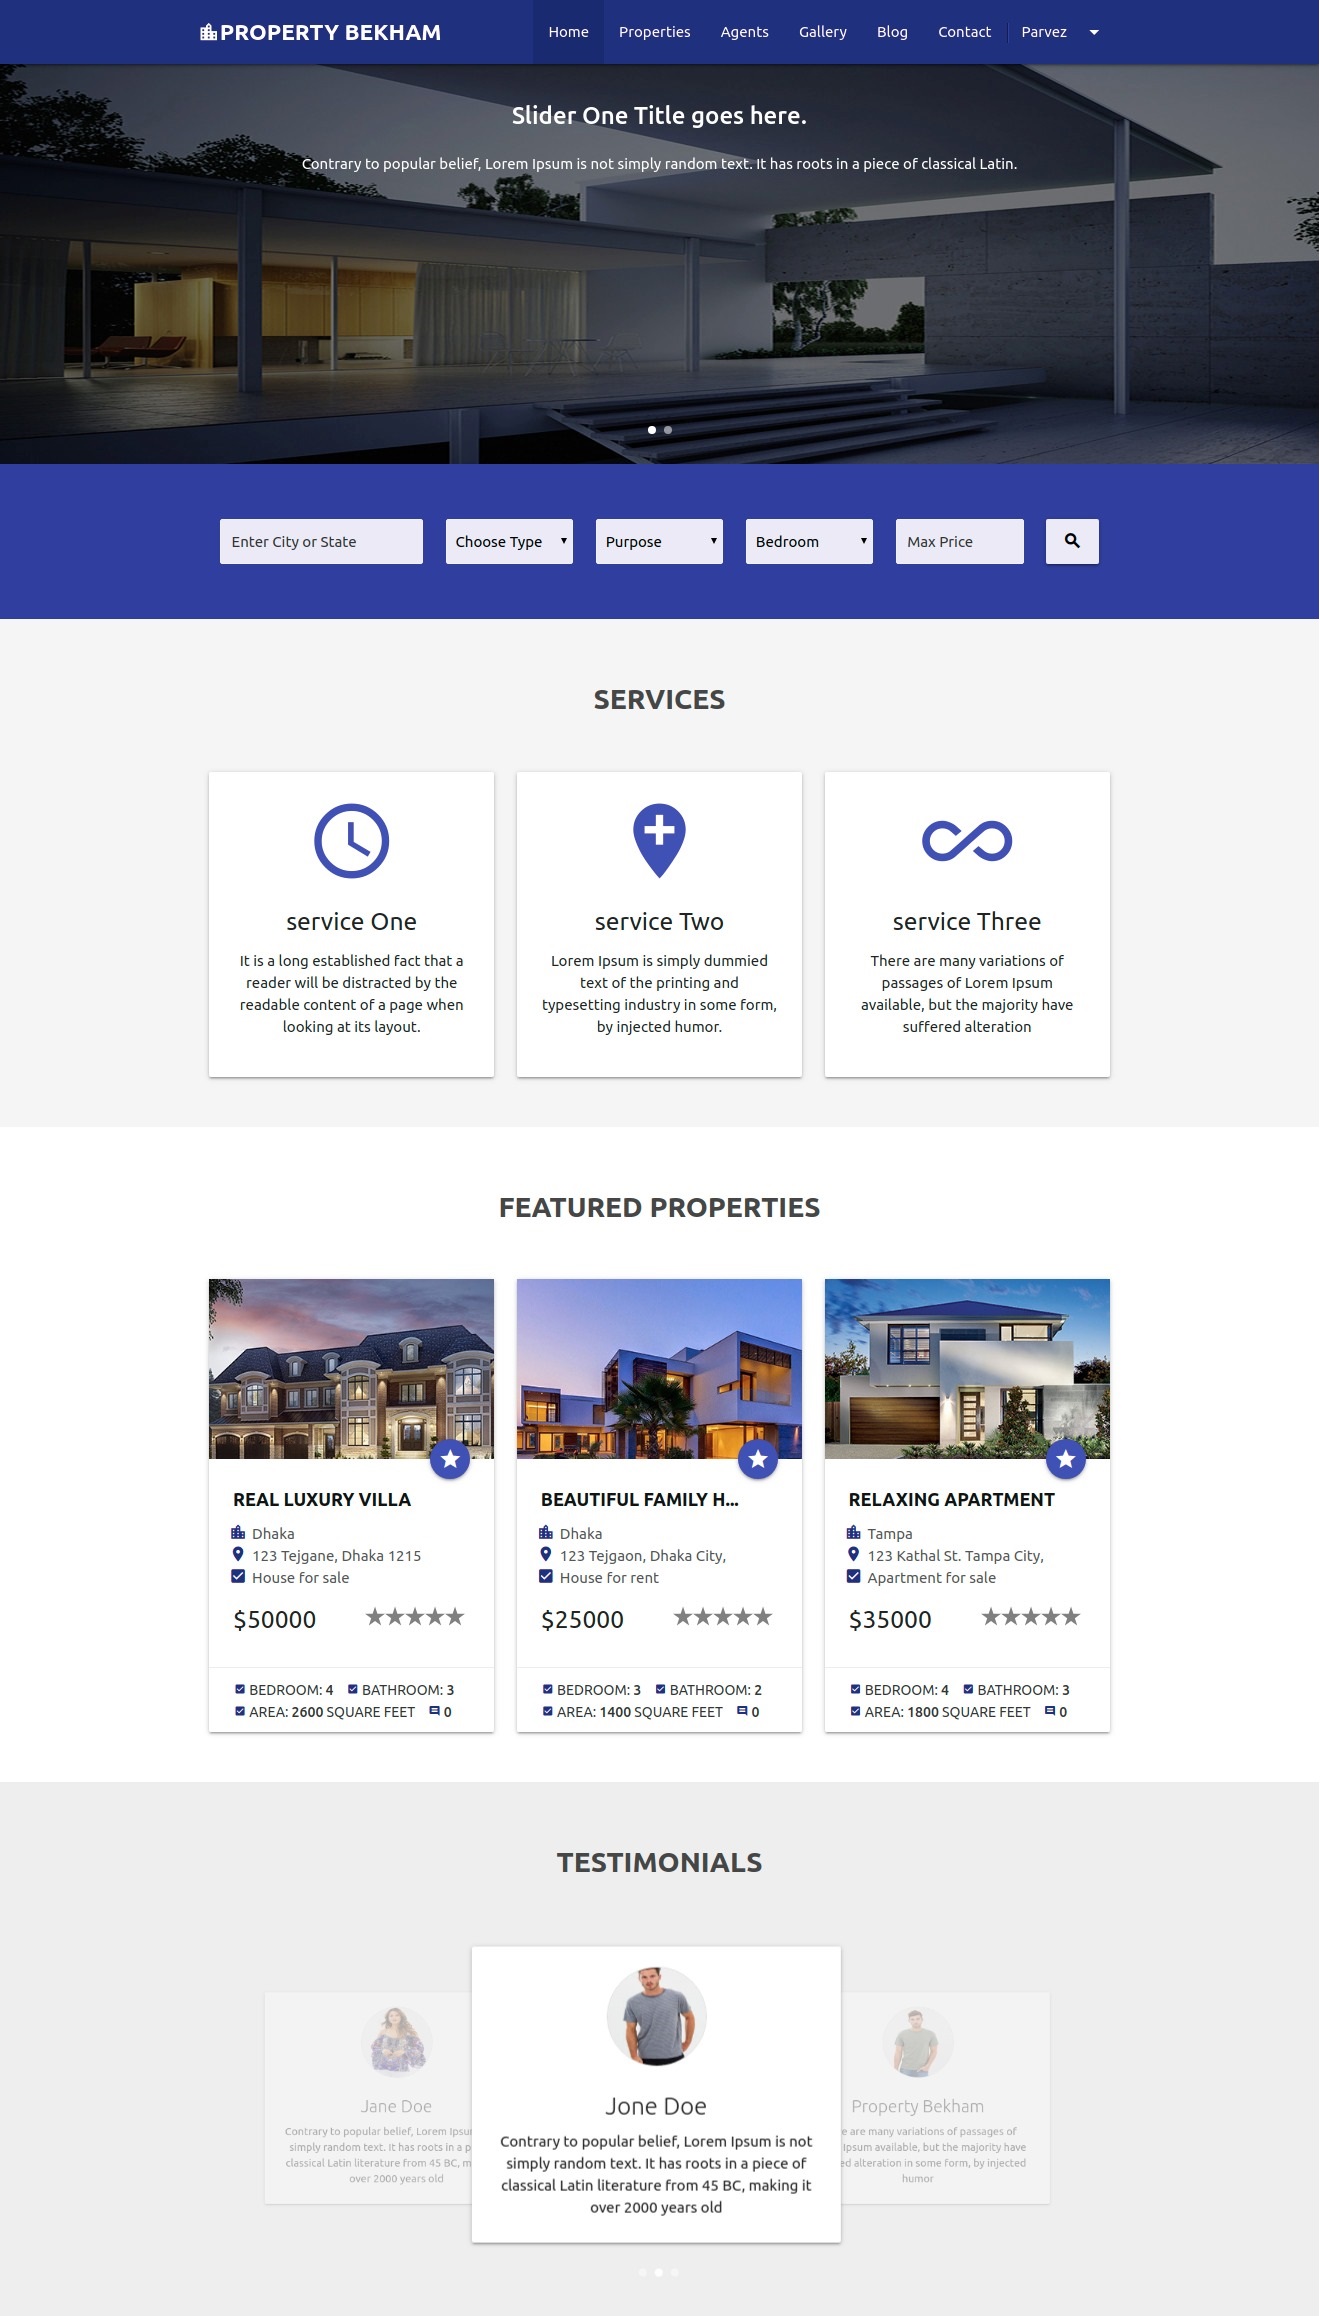 PROPERTY BEKHAM
Home Properties Agents Gallery Blog Contact Parvez
Slider One Title goes here.
Contrary to popular belief, Lorem Ipsum is not simply random text. It has roots in a piece of classical Latin.
Enter City or State Choose Type Purpose Bedroom Max Price
SERVICES
service One
It is a long established fact that a
reader will be distracted by the
readable content of a page when
looking at its layout.
service Two
Lorem Ipsum is simply dummied
text of the printing and
typesetting industry in some form,
by injected humor.
service Three
There are many variations of
passages of Lorem Ipsum
available, but the majority have
suffered alteration
FEATURED PROPERTIES
REAL LUXURY VILLA
Dhaka
123 Tejgane, Dhaka 1215
House for sale
$50000
BEDROOM: 4 BATHROOM: 3
AREA: 2600 SQUARE FEET 0
BEAUTIFUL FAMILY H...
Dhaka
123 Tejgaon, Dhaka City,
House for rent
$25000
BEDROOM: 3 BATHROOM: 2
AREA: 1400 SQUARE FEET 0
RELAXING APARTMENT
Tampa
123 Kathal St. Tampa City,
Apartment for sale
$35000
BEDROOM: 4 BATHROOM: 3
AREA: 1800 SQUARE FEET 0
TESTIMONIALS
Jane Doe
Contrary to popular belief, Lorem Ipsu
simply random text. It has roots in a p
classical Latin literature from 45 BC, m
over 2000 years old
Jone Doe
Contrary to popular belief, Lorem Ipsum is not
simply random text. It has roots in a piece of
classical Latin literature from 45 BC, making it
over 2000 years old
Property Bekham
e are many variations of passages of
Ipsum available, but the majority have
ed alteration in some form, by injected
humor